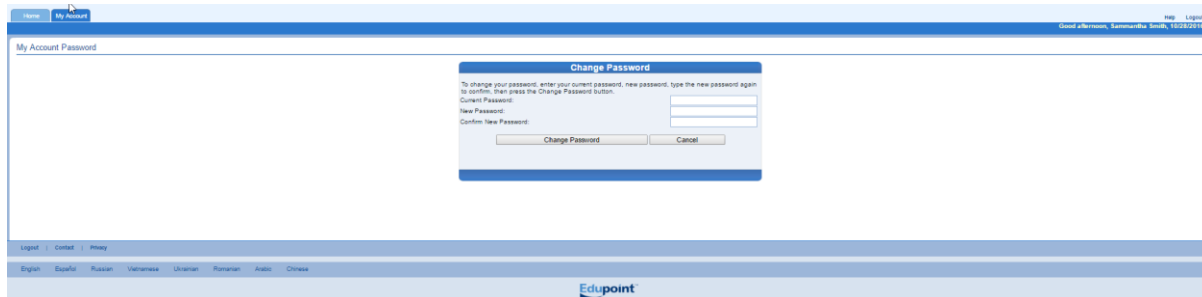 Home My Account
Help Logout
Good afternoon, Sammantha Smith, 10/28/2016
My Account Password
Change Password
To change your password, enter your current password, new password, type the new password again
to confirm, then press the Change Password button.
Current Password:
New Password:
Confirm New Password:
Change Password Cancel
Logout | Contact | Privacy
English Español Russian Vietnamese Ukrainian Romanian Arabic Chinese
Edupoint